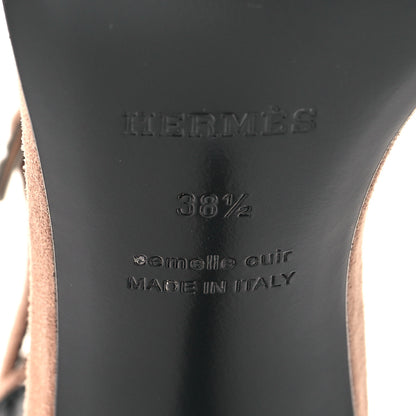 HERMÈS
38½
semelle cuir
MADE IN ITALY